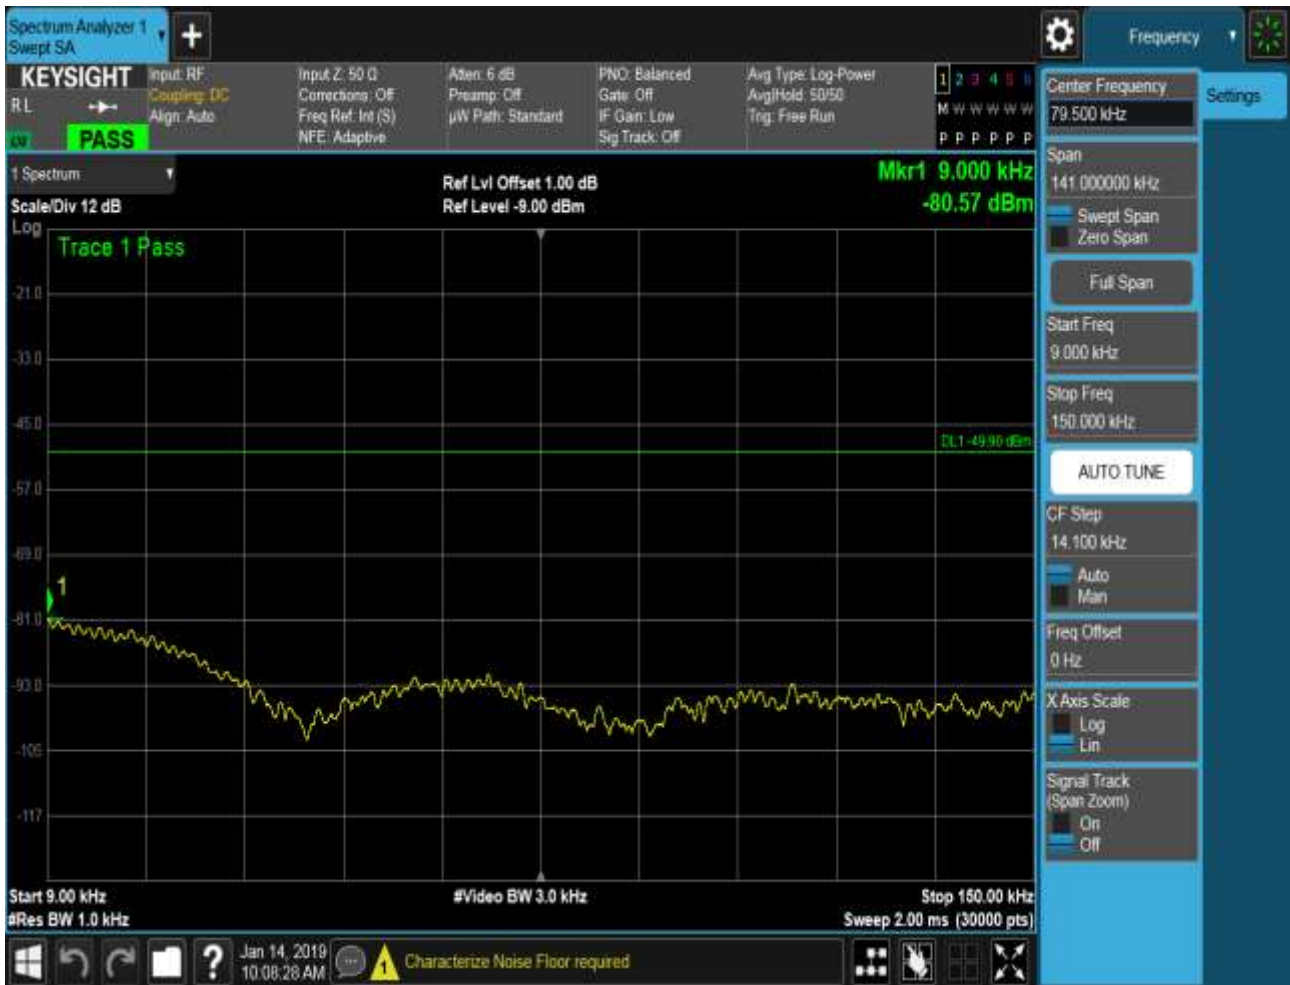 Spectrum Analyzer 1
Swept SA
+
Frequency
KEYSIGHT
Input: RF
Coupling: DC
Align: Auto
R L
PASS
Input Z: 50 Ω
Corrections: Off
Freq Ref: Int (S)
NFE: Adaptive
Atten: 6 dB
Preamp: Off
µW Path: Standard
PNO: Balanced
Gate: Off
IF Gain: Low
Sig Track: Off
Avg Type: Log-Power
Avg|Hold: 50/50
Trig: Free Run
1 2 3 4 5 6
M W W W W W
P P P P P P
1 Spectrum
Scale/Div 12 dB
Ref Lvl Offset 1.00 dB
Ref Level -9.00 dBm
Mkr1 9.000 kHz
-80.57 dBm
Log
Trace 1 Pass
-21.0
-33.0
-45.0
DL1 -49.90 dBm
-57.0
-69.0
1
-81.0
-93.0
-105
-117
Start 9.00 kHz
#Video BW 3.0 kHz
Stop 150.00 kHz
#Res BW 1.0 kHz
Sweep 2.00 ms (30000 pts)
Center Frequency
79.500 kHz
Settings
Span
141.000000 kHz
Swept Span
Zero Span
Full Span
Start Freq
9.000 kHz
Stop Freq
150.000 kHz
AUTO TUNE
CF Step
14.100 kHz
Auto
Man
Freq Offset
0 Hz
X Axis Scale
Log
Lin
Signal Track
(Span Zoom)
On
Off
?
Jan 14, 2019
10:08:28 AM
1
Characterize Noise Floor required